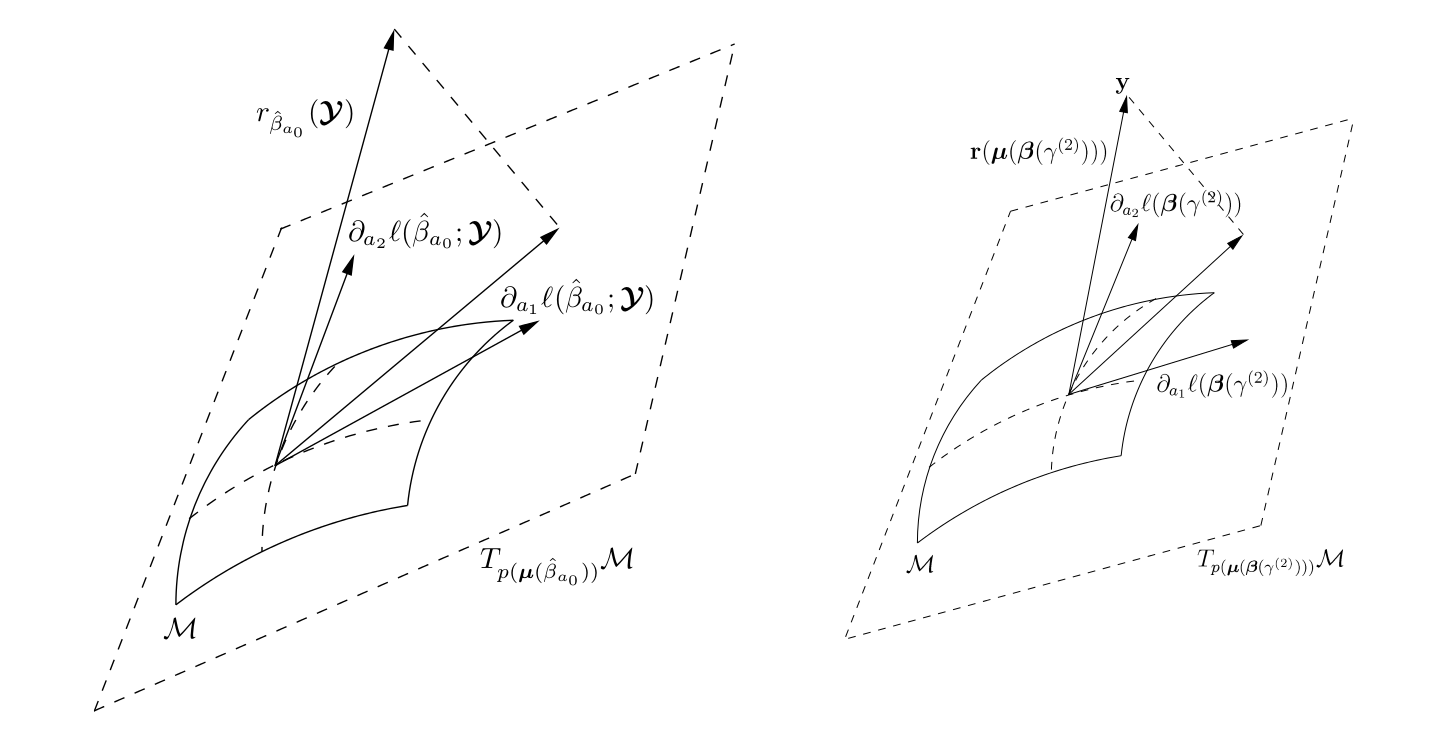 $r_{\hat{\beta}_{a_0}}(\boldsymbol{\mathcal{Y}})$
$\partial_{a_2}\ell(\hat{\beta}_{a_0};\boldsymbol{\mathcal{Y}})$
$\partial_{a_1}\ell(\hat{\beta}_{a_0};\boldsymbol{\mathcal{Y}})$
$T_{p(\boldsymbol{\mu}(\hat{\beta}_{a_0}))}\mathcal{M}$
$\mathcal{M}$
$\mathbf{y}$
$\mathbf{r}(\boldsymbol{\mu}(\boldsymbol{\beta}(\gamma^{(2)})))$
$\partial_{a_2}\ell(\boldsymbol{\beta}(\gamma^{(2)}))$
$\partial_{a_1}\ell(\boldsymbol{\beta}(\gamma^{(2)}))$
$\mathcal{M}$
$T_{p(\boldsymbol{\mu}(\boldsymbol{\beta}(\gamma^{(2)})))}\mathcal{M}$